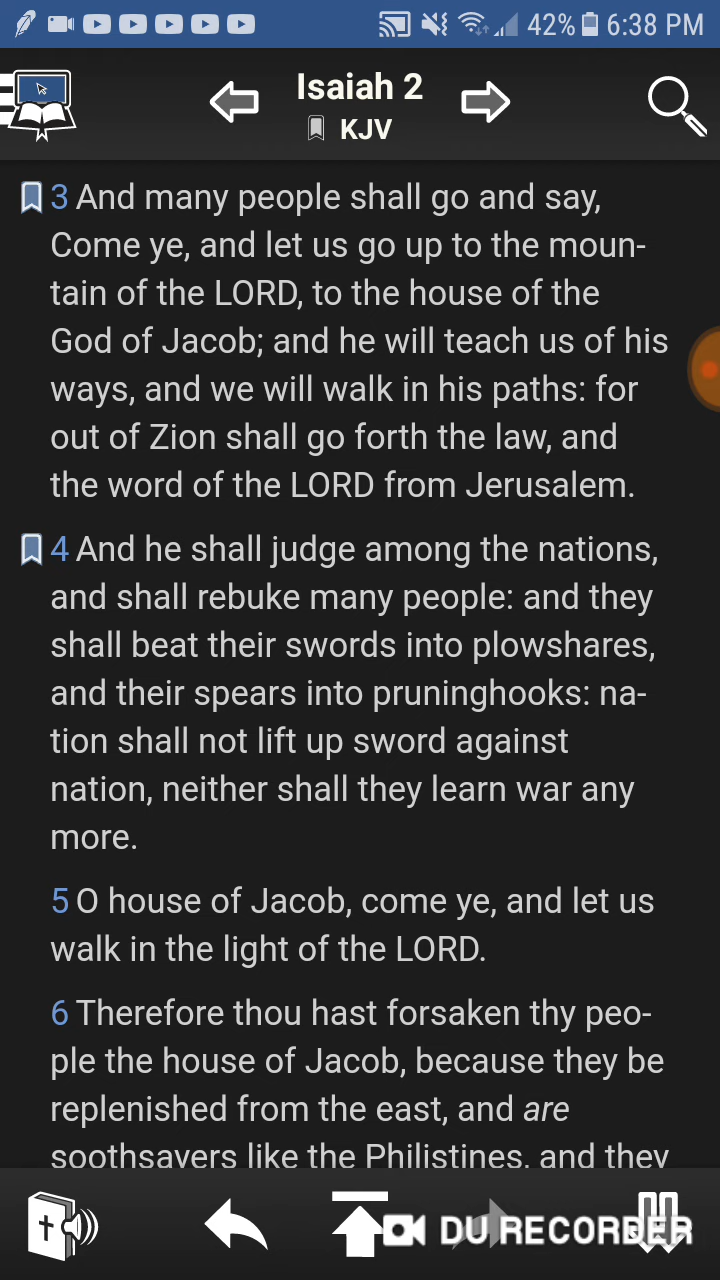 42% 6:38 PM
Isaiah 2
KJV
3 And many people shall go and say,
Come ye, and let us go up to the moun-
tain of the LORD, to the house of the
God of Jacob; and he will teach us of his
ways, and we will walk in his paths: for
out of Zion shall go forth the law, and
the word of the LORD from Jerusalem.
4 And he shall judge among the nations,
and shall rebuke many people: and they
shall beat their swords into plowshares,
and their spears into pruninghooks: na-
tion shall not lift up sword against
nation, neither shall they learn war any
more.
5 O house of Jacob, come ye, and let us
walk in the light of the LORD.
6 Therefore thou hast forsaken thy peo-
ple the house of Jacob, because they be
replenished from the east, and are
soothsayers like the Philistines, and they
DU RECORDER